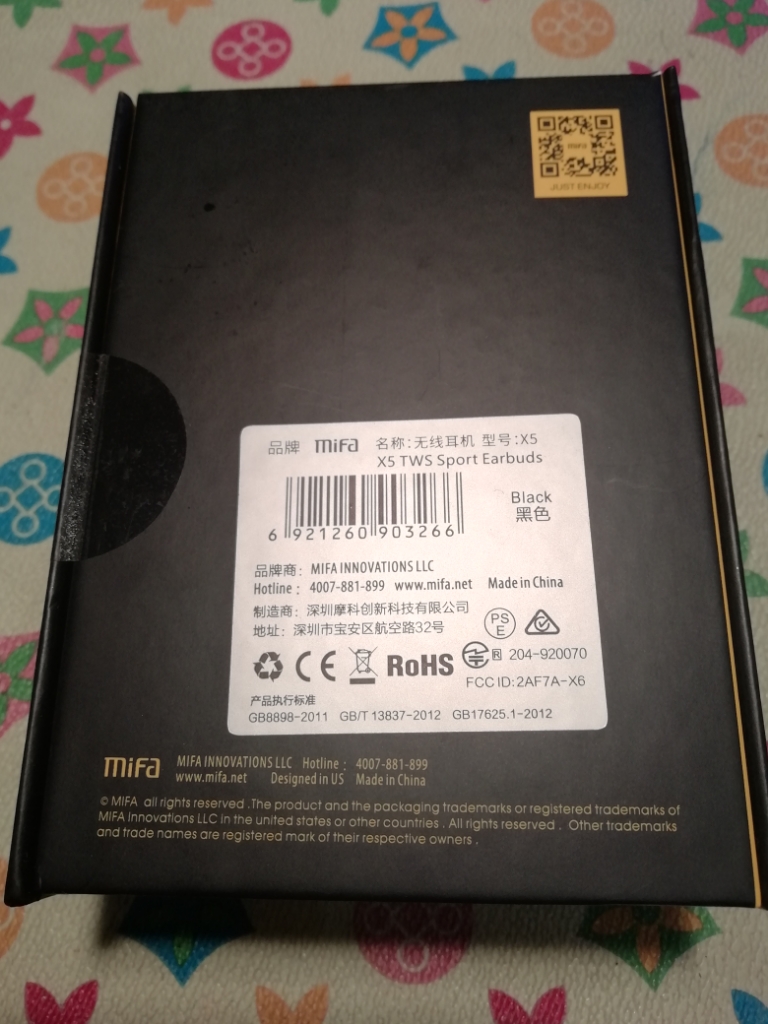 mifa
JUST ENJOY
品牌 mifa 名称:无线耳机 型号:X5
X5 TWS Sport Earbuds
Black
黑色
6 921260 903266
品牌商: MIFA INNOVATIONS LLC
Hotline: 4007-881-899 www.mifa.net Made in China
制造商: 深圳摩科创新科技有限公司
地址: 深圳市宝安区航空路32号
PS
E
CE RoHS R 204-920070
FCC ID:2AF7A-X6
产品执行标准
GB8898-2011 GB/T 13837-2012 GB17625.1-2012
mifa MIFA INNOVATIONS LLC Hotline: 4007-881-899
www.mifa.net Designed in US Made in China
© MIFA all rights reserved .The product and the packaging trademarks or registered trademarks of
MIFA Innovations LLC in the united states or other countries . All rights reserved . Other trademarks
and trade names are registered mark of their respective owners .